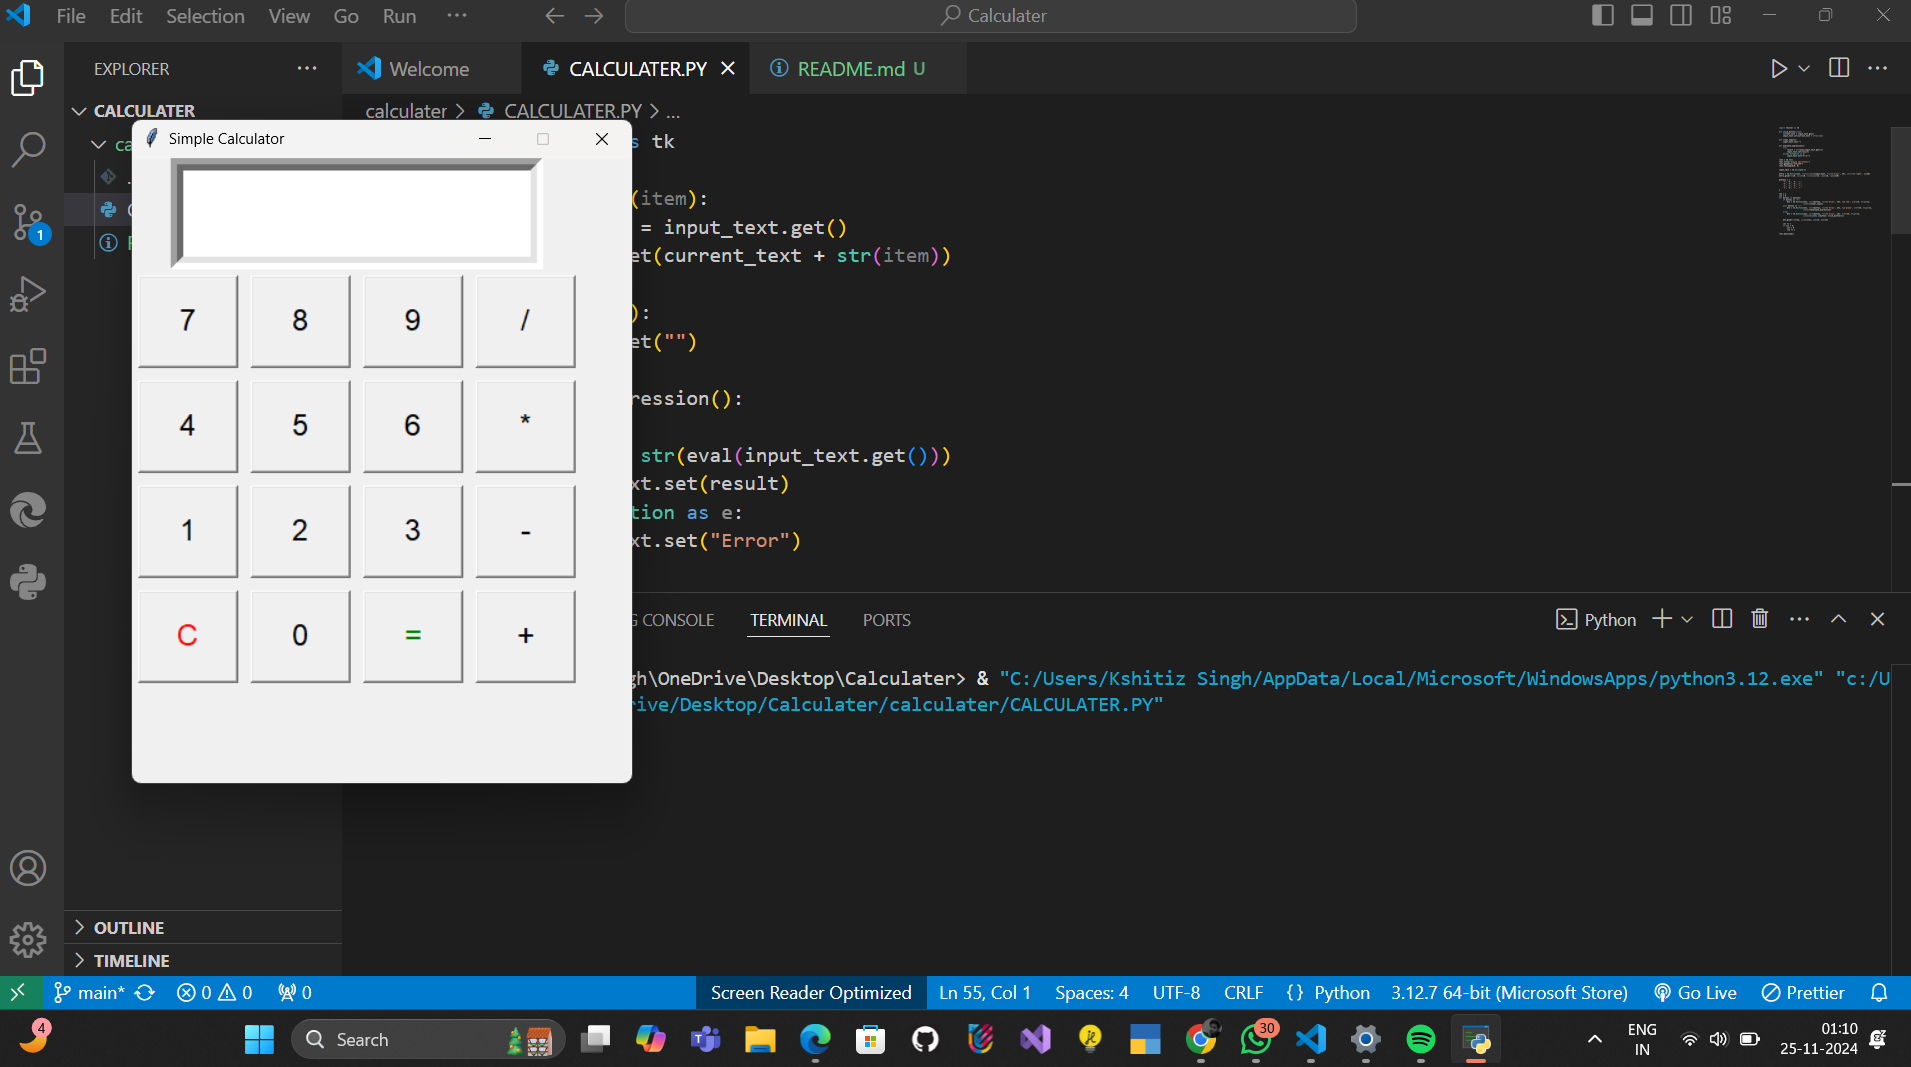 File Edit Selection View Go Run ... Calculater
EXPLORER ...
Welcome CALCULATER.PY README.md U
CALCULATER
calculater > CALCULATER.PY > ...
Simple Calculator
ca
s tk
(item):
= input_text.get()
et(current_text + str(item))
):
et("")
ression():
str(eval(input_text.get()))
xt.set(result)
tion as e:
xt.set("Error")
7 8 9 /
4 5 6 *
1 2 3 -
C 0 = +
1
G CONSOLE TERMINAL PORTS
Python
gh\OneDrive\Desktop\Calculater> & "C:/Users/Kshitiz Singh/AppData/Local/Microsoft/WindowsApps/python3.12.exe" "c:/U
rive/Desktop/Calculater/calculater/CALCULATER.PY"
OUTLINE
TIMELINE
main* 0 0 0 Screen Reader Optimized Ln 55, Col 1 Spaces: 4 UTF-8 CRLF {} Python 3.12.7 64-bit (Microsoft Store) Go Live Prettier
4 Search 30 ENG IN 01:10
25-11-2024